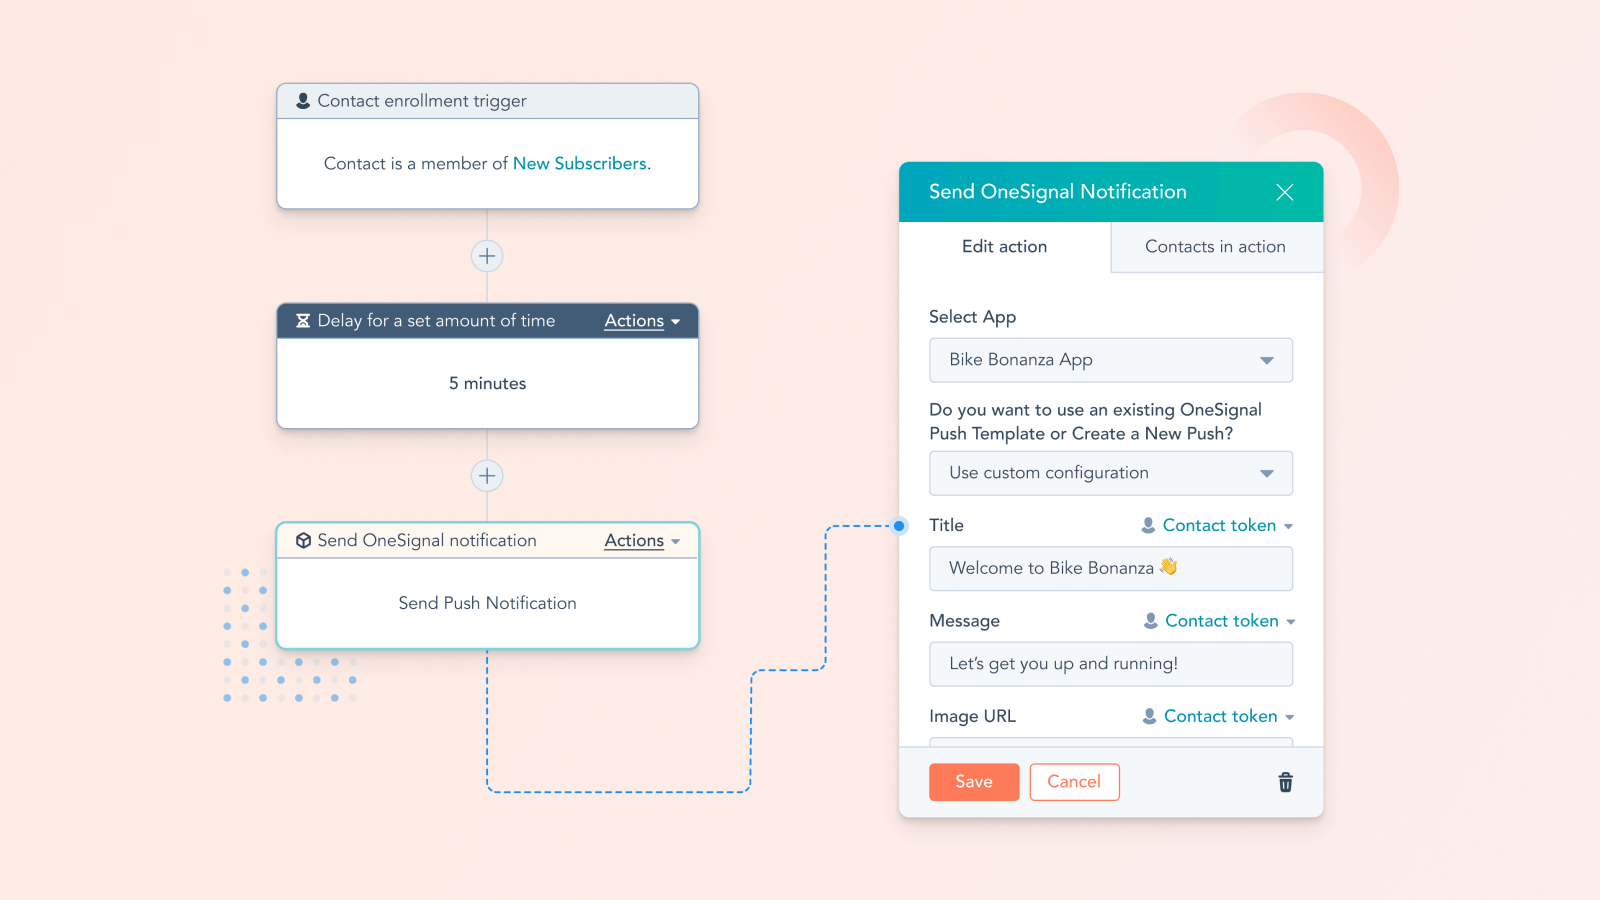 Contact enrollment trigger
Contact is a member of New Subscribers.
Delay for a set amount of time Actions
5 minutes
Send OneSignal notification Actions
Send Push Notification
Send OneSignal Notification
Edit action
Contacts in action
Select App
Bike Bonanza App
Do you want to use an existing OneSignal
Push Template or Create a New Push?
Use custom configuration
Title Contact token
Welcome to Bike Bonanza 👋
Message Contact token
Let's get you up and running!
Image URL Contact token
Save Cancel